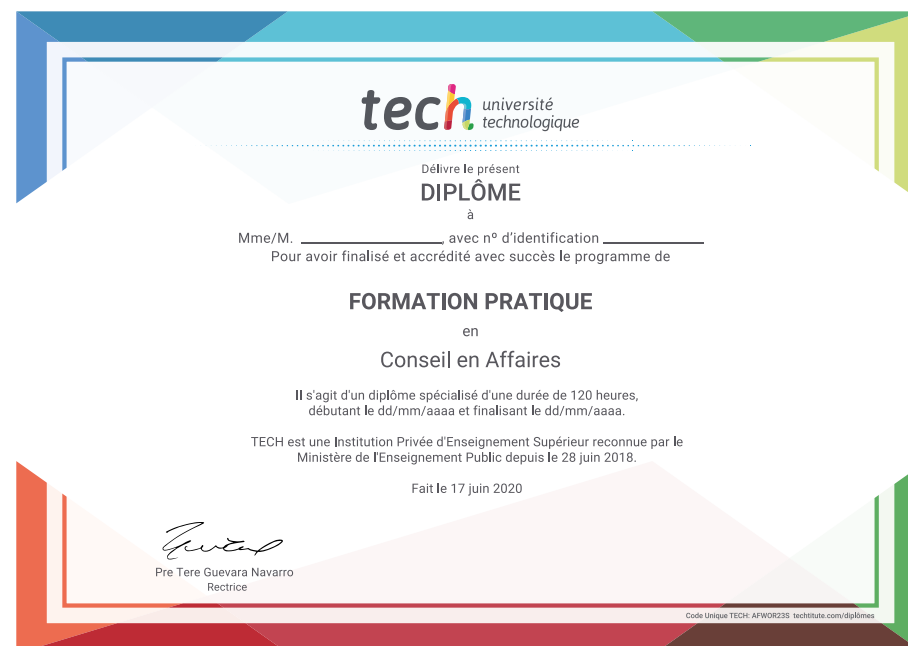 tech université
technologique
Délivre le présent
DIPLÔME
à
Mme/M. ____________________, avec nº d'identification ______________
Pour avoir finalisé et accrédité avec succès le programme de
FORMATION PRATIQUE
en
Conseil en Affaires
Il s'agit d'un diplôme spécialisé d'une durée de 120 heures,
débutant le dd/mm/aaaa et finalisant le dd/mm/aaaa.
TECH est une Institution Privée d'Enseignement Supérieur reconnue par le
Ministère de l'Enseignement Public depuis le 28 juin 2018.
Fait le 17 juin 2020
Pre Tere Guevara Navarro
Rectrice
Code Unique TECH: AFWOR23S techtitute.com/diplômes